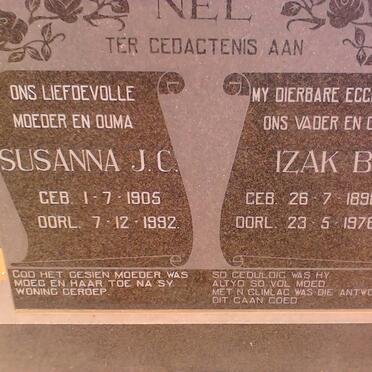 NEL
TER GEDACTENIS AAN
ONS LIEFDEVOLLE
MOEDER EN OUMA
SUSANNA J.C.
GEB. 1-7-1905
OORL. 7-12-1992
GOD HET GESIEN MOEDER WAS
MOEG EN HAAR TOE NA SY
WONING GEROEP.
MY DIERBARE
ONS VADER EN
IZAK B
GEB. 26-7
OORL. 23-5-1976
SO GEDULDIG WAS HY
ALTYD SO VOL MOED
MET 'N GLIMLAG WAS DIE
DIT GAAN GOED